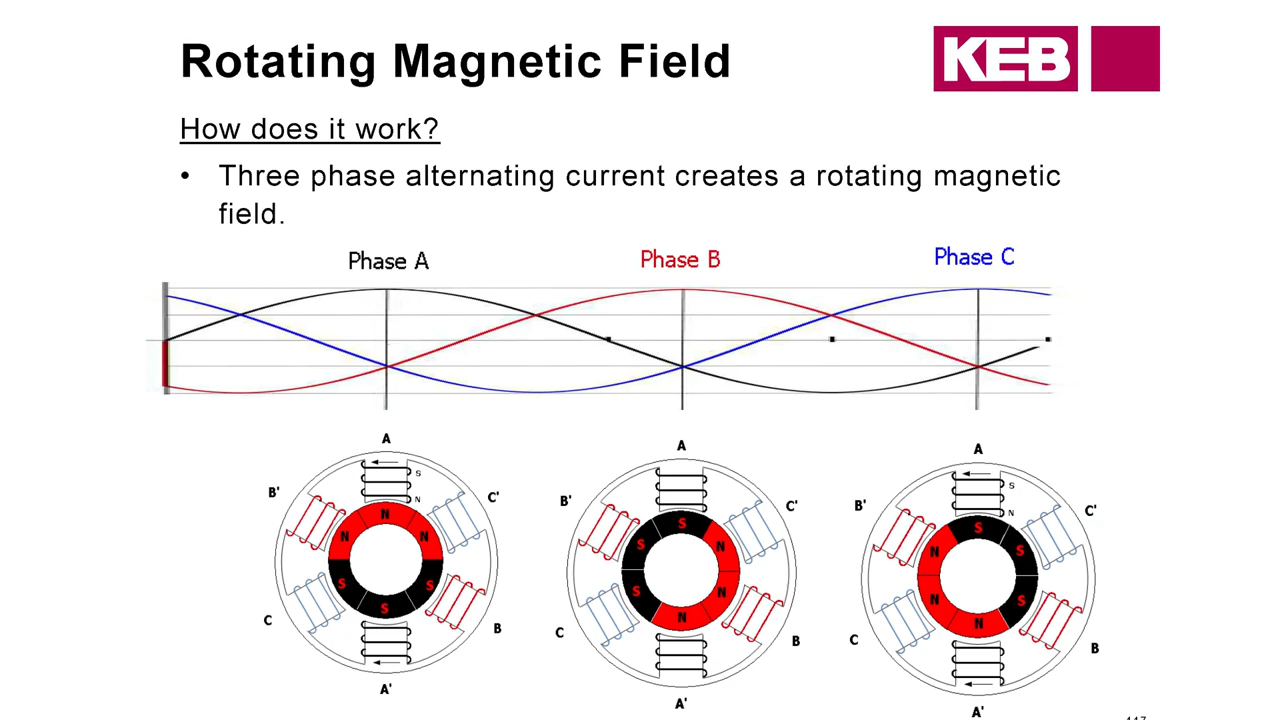 Rotating Magnetic Field
KEB
How does it work?
• Three phase alternating current creates a rotating magnetic
field.
Phase A
Phase B
Phase C
A
S
N
B'
C'
N
N
N
S
S
S
C
B
A'
A
B'
C'
S
S
N
S
N
N
C
B
A'
A
S
N
B'
C'
S
N
S
N
S
N
C
B
A'